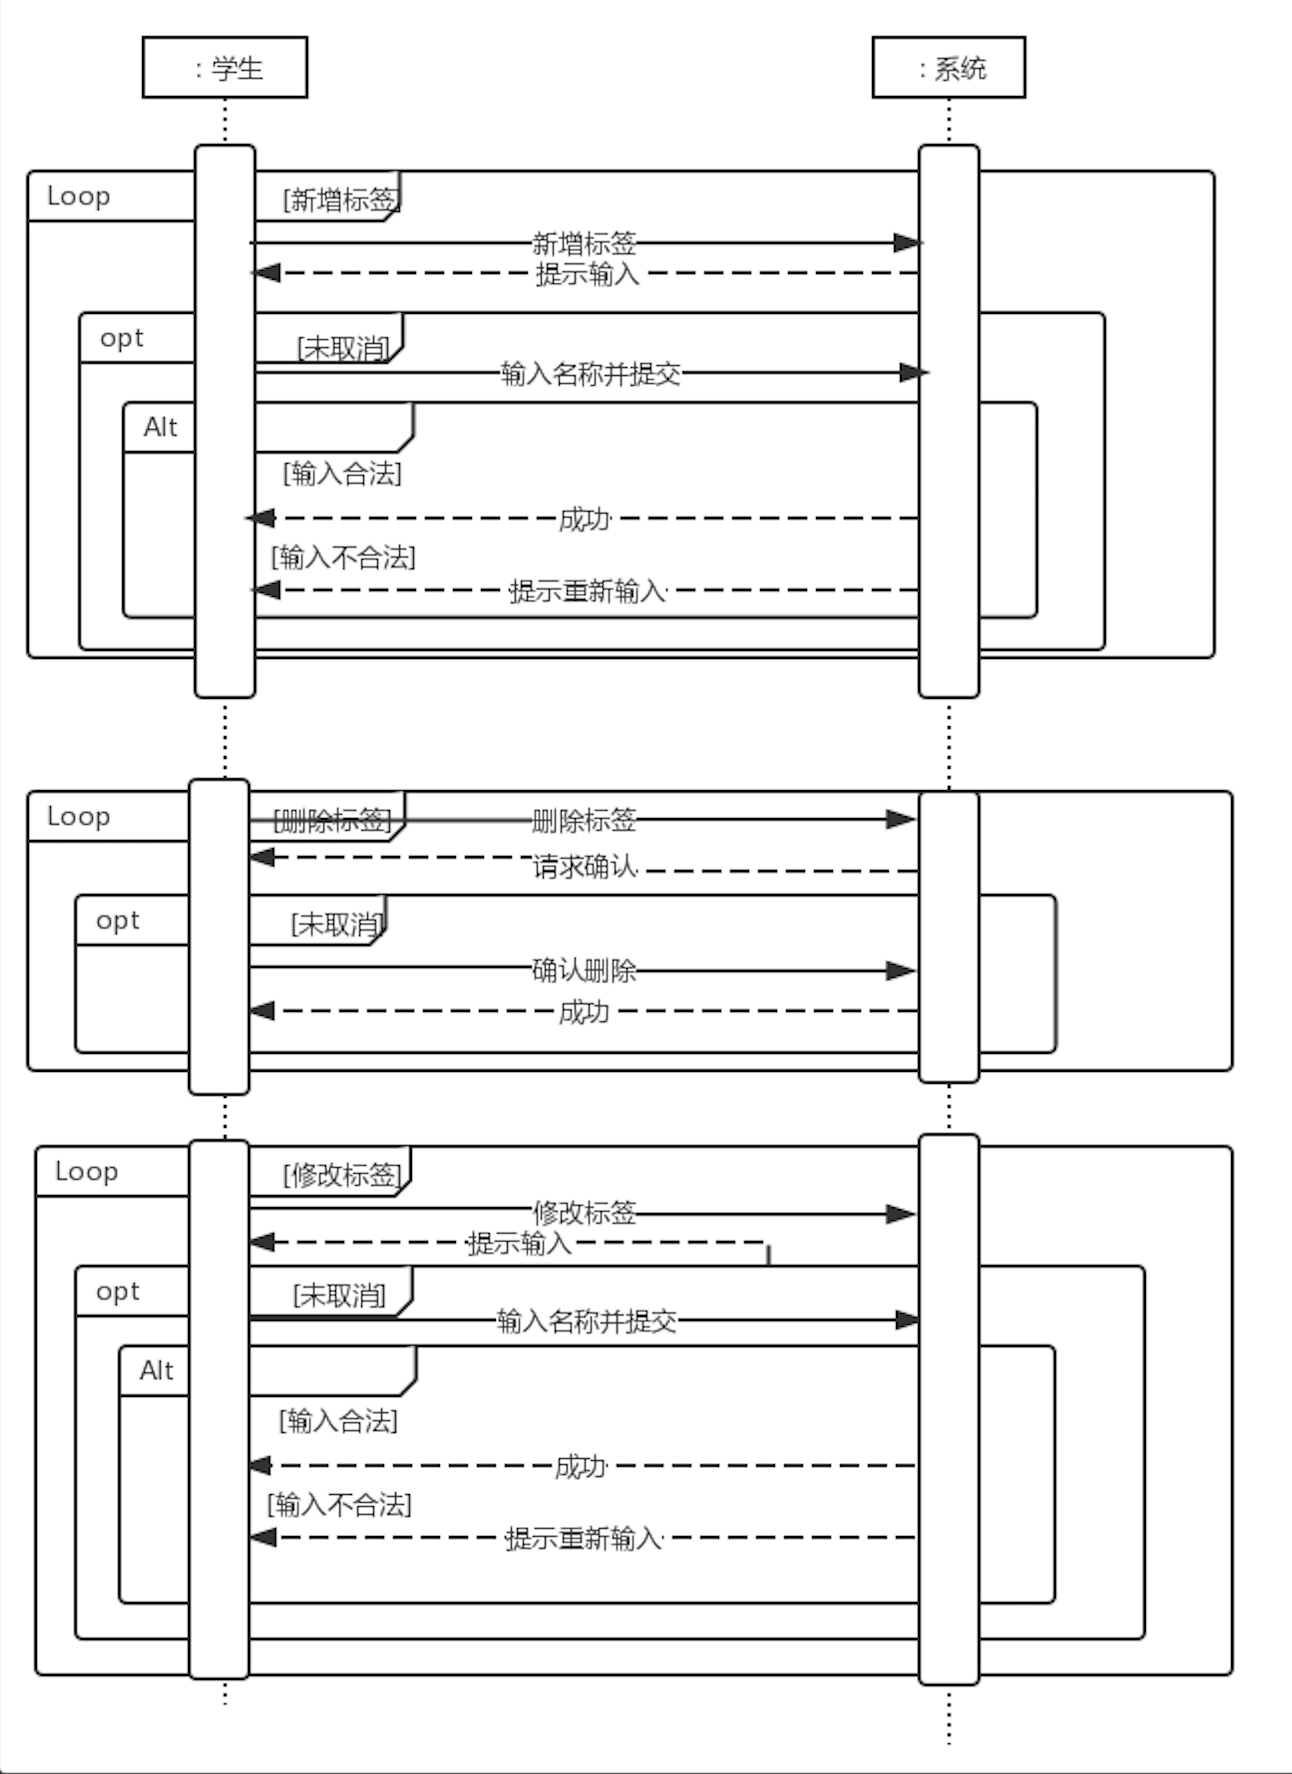 : 学生
: 系统
Loop
[新增标签]
新增标签
提示输入
opt
[未取消]
输入名称并提交
Alt
[输入合法]
成功
[输入不合法]
提示重新输入
Loop
[删除标签]
删除标签
请求确认
opt
[未取消]
确认删除
成功
Loop
[修改标签]
修改标签
提示输入
opt
[未取消]
输入名称并提交
Alt
[输入合法]
成功
[输入不合法]
提示重新输入